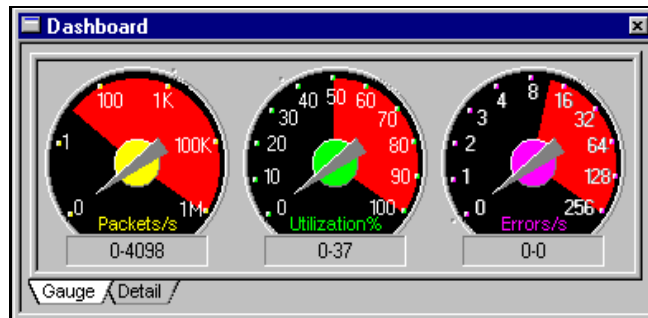 Dashboard
0 1 100 1K 100K 1M
Packets/s
0-4098
0 10 20 30 40 50 60 70 80 90 100
Utilization%
0-37
0 1 2 3 4 8 16 32 64 128 256
Errors/s
0-0
Gauge Detail